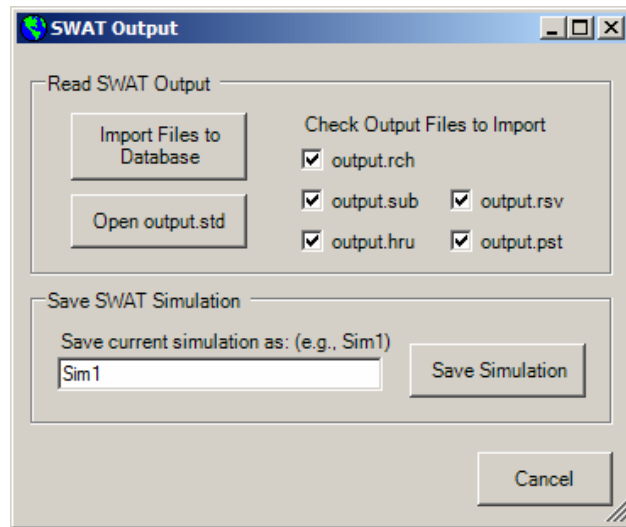 SWAT Output
Read SWAT Output
Import Files to
Database
Open output.std
Check Output Files to Import
output.rch
output.sub
output.rsv
output.hru
output.pst
Save SWAT Simulation
Save current simulation as: (e.g., Sim1)
Sim1
Save Simulation
Cancel